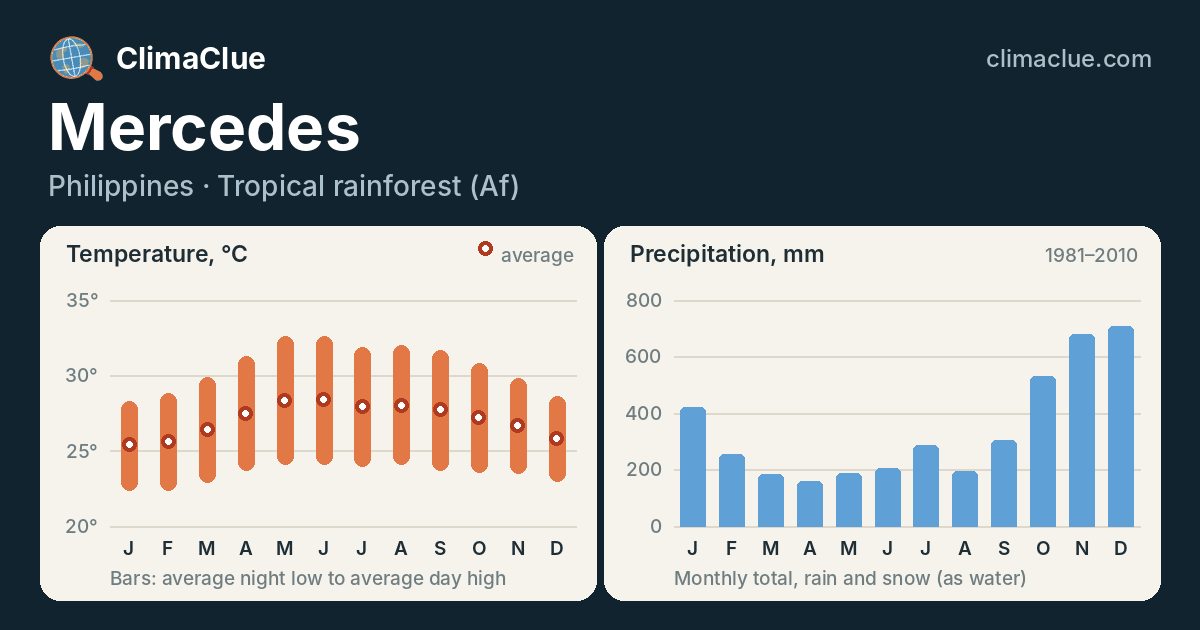 ClimaClue
climaclue.com
Mercedes
Philippines · Tropical rainforest (Af)
Temperature, °C
average
35°
30°
25°
20°
J F M A M J J A S O N D
Bars: average night low to average day high
Precipitation, mm
1981–2010
800
600
400
200
0
J F M A M J J A S O N D
Monthly total, rain and snow (as water)